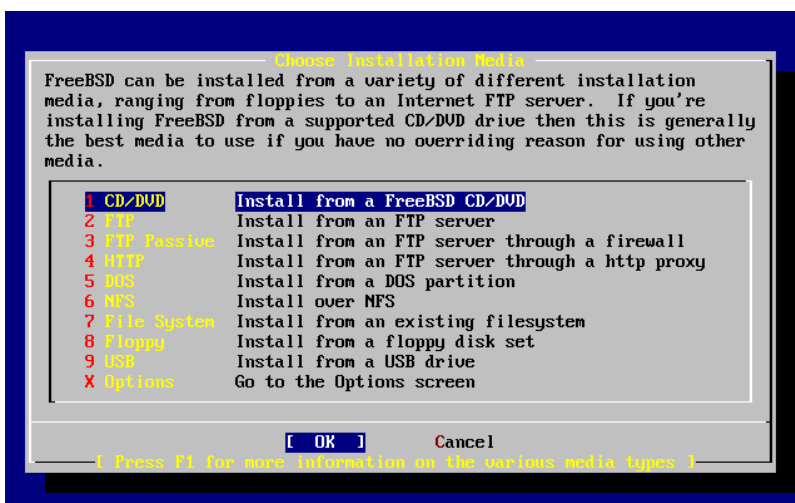 Choose Installation Media
FreeBSD can be installed from a variety of different installation
media, ranging from floppies to an Internet FTP server.  If you're
installing FreeBSD from a supported CD/DVD drive then this is generally
the best media to use if you have no overriding reason for using other
media.
1 CD/DVD Install from a FreeBSD CD/DVD
2 FTP Install from an FTP server
3 FTP Passive Install from an FTP server through a firewall
4 HTTP Install from an FTP server through a http proxy
5 DOS Install from a DOS partition
6 NFS Install over NFS
7 File System Install from an existing filesystem
8 Floppy Install from a floppy disk set
9 USB Install from a USB drive
X Options Go to the Options screen
[ OK ] Cancel
[ Press F1 for more information on the various media types ]